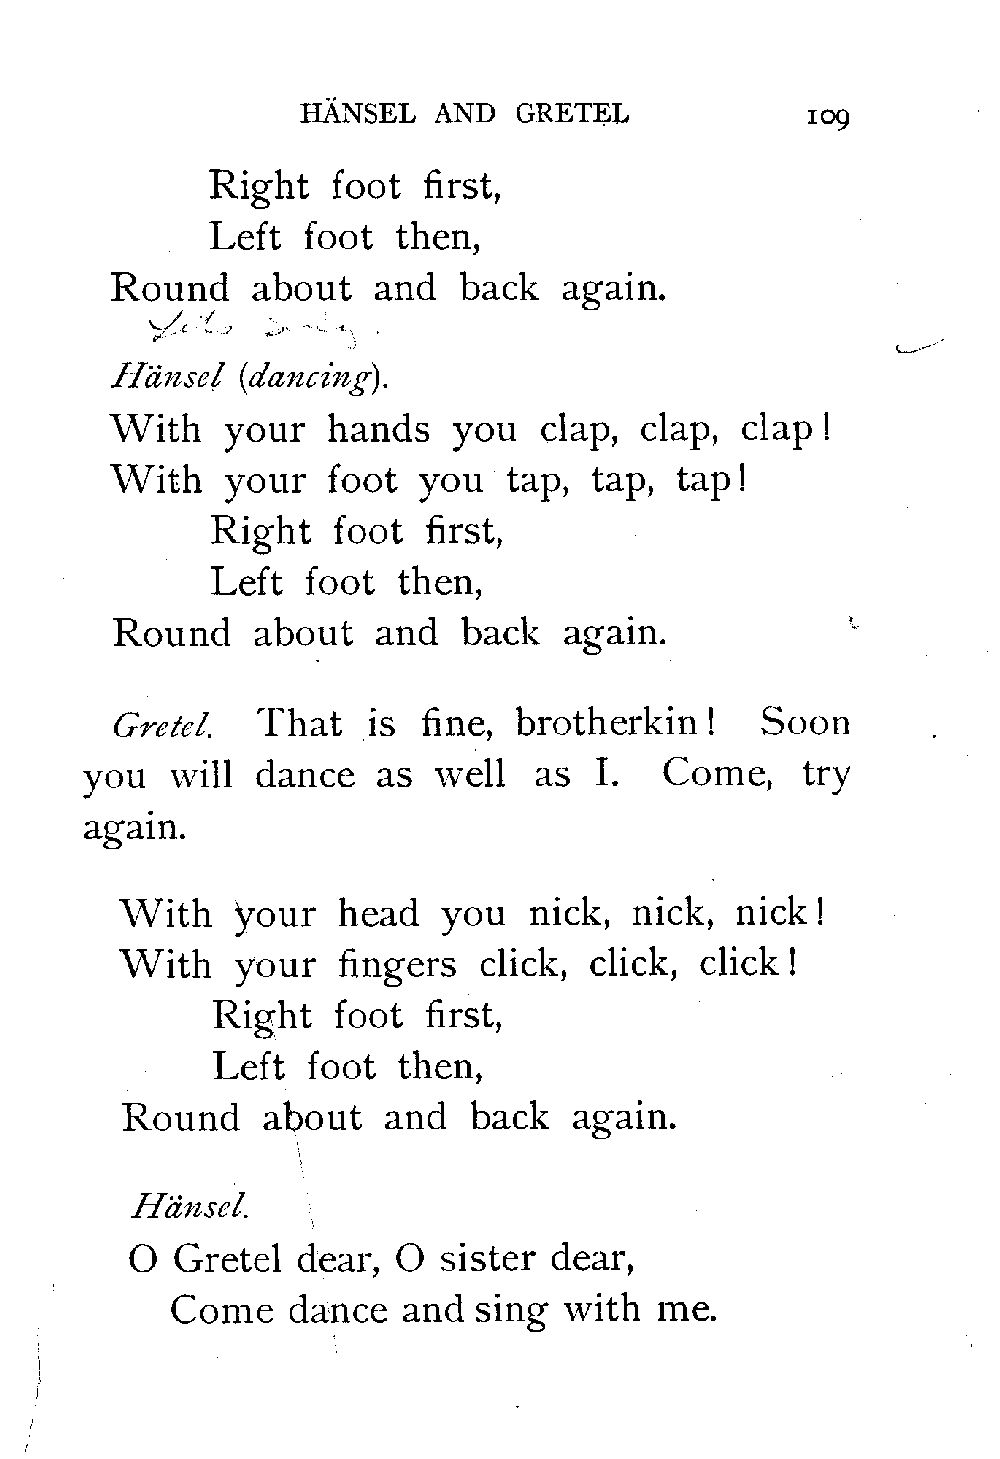 HÄNSEL AND GRETEL 109
Right foot first,
Left foot then,
Round about and back again.
Hänsel (dancing).
With your hands you clap, clap, clap!
With your foot you tap, tap, tap!
Right foot first,
Left foot then,
Round about and back again.
Gretel. That is fine, brotherkin! Soon
you will dance as well as I. Come, try
again.
With your head you nick, nick, nick!
With your fingers click, click, click!
Right foot first,
Left foot then,
Round about and back again.
Hänsel.
O Gretel dear, O sister dear,
Come dance and sing with me.